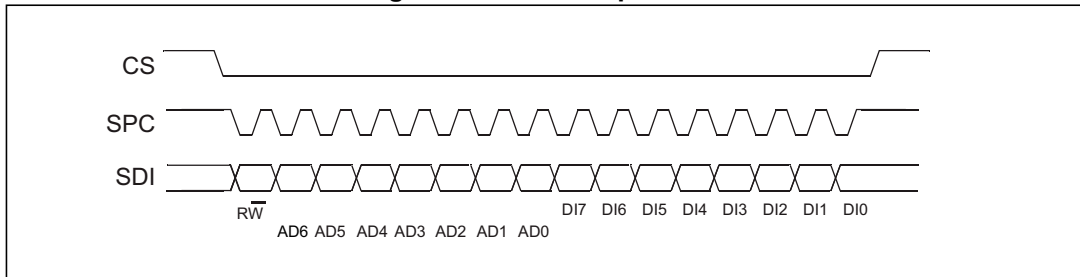 CS
SPC
SDI
RW
DI7 DI6 DI5 DI4 DI3 DI2 DI1 DI0
AD6 AD5 AD4 AD3 AD2 AD1 AD0